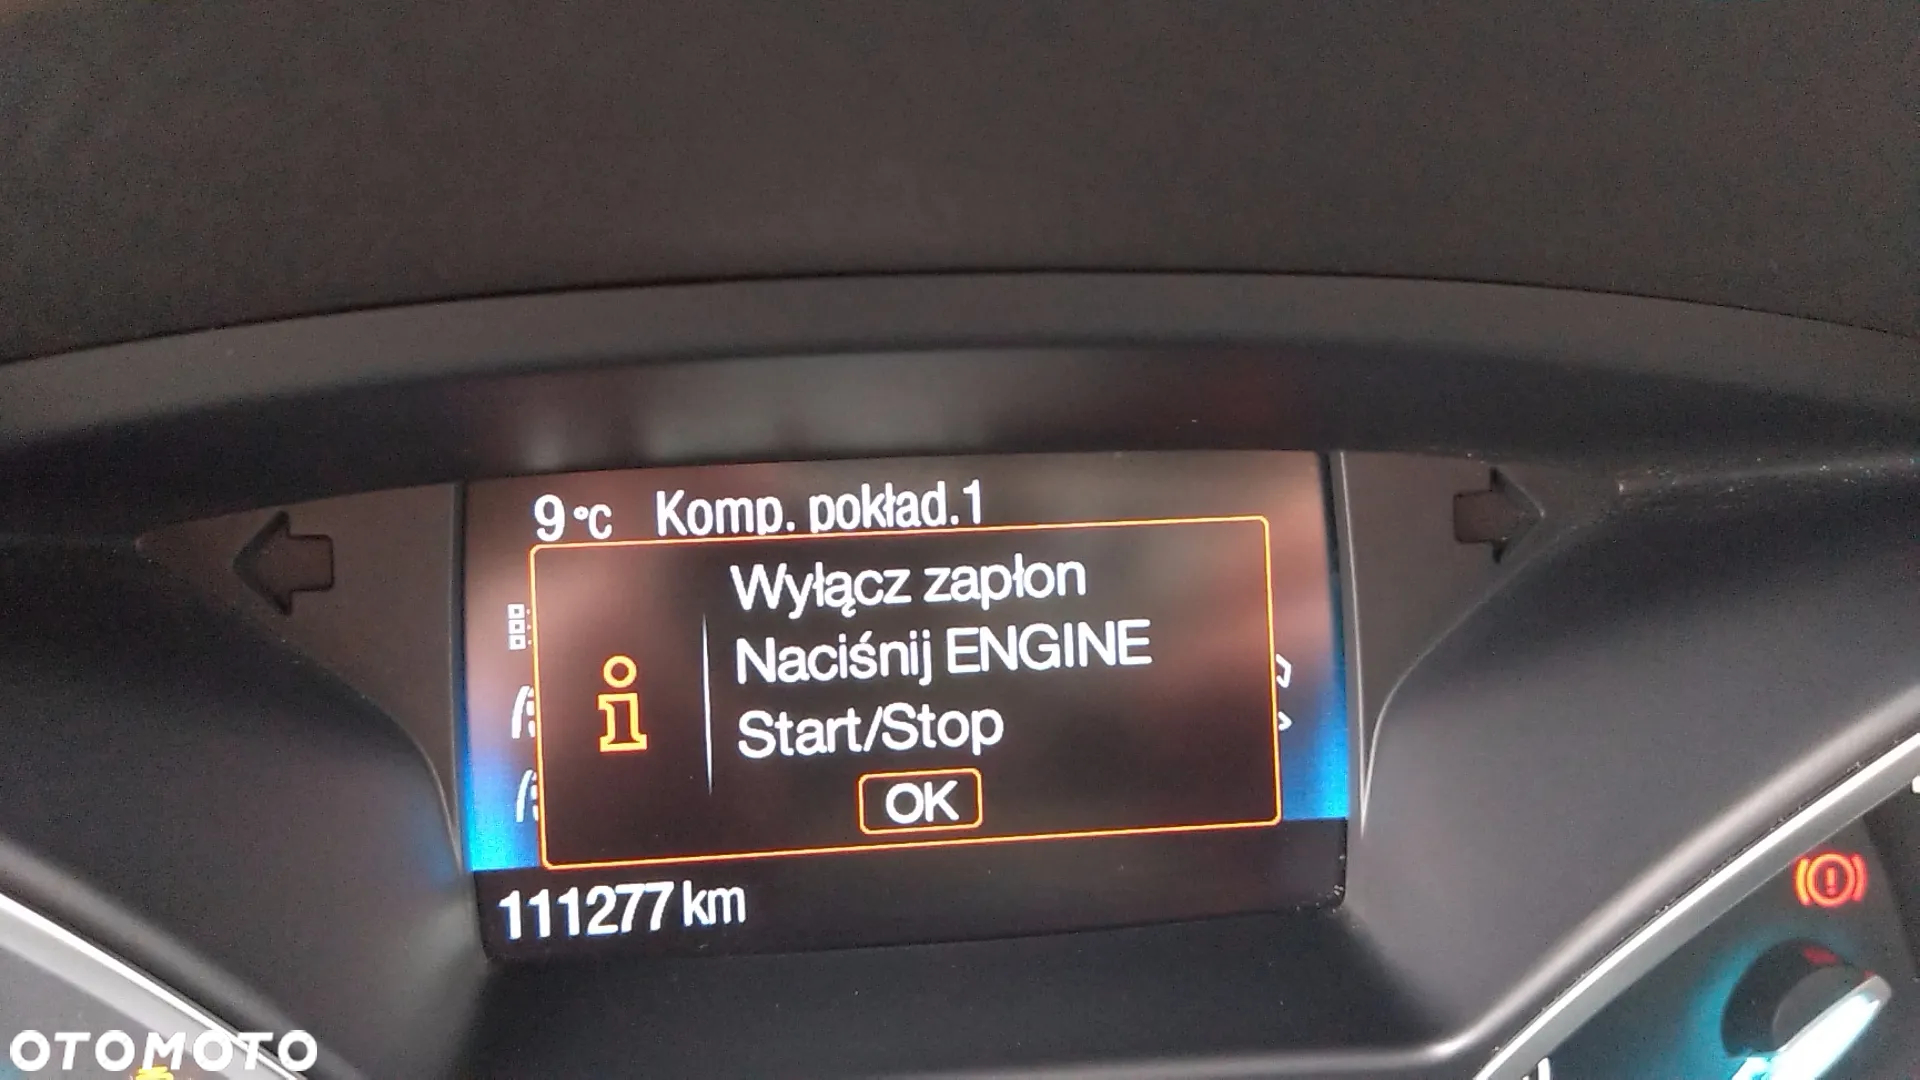 9 °C Komp. pokład.1
Wyłącz zapłon
Naciśnij ENGINE
Start/Stop
OK
111277 km
OTOMOTO